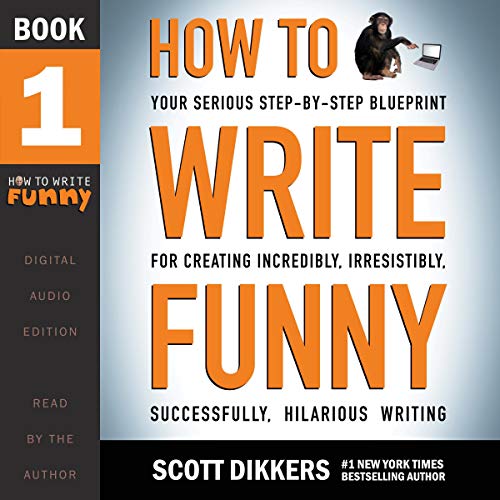 BOOK
1
HOW TO WRITE
FUNNY
DIGITAL
AUDIO
EDITION
READ
BY THE
AUTHOR
HOW TO
YOUR SERIOUS STEP-BY-STEP BLUEPRINT
WRITE
FOR CREATING INCREDIBLY, IRRESISTIBLY,
FUNNY
SUCCESSFULLY, HILARIOUS WRITING
SCOTT DIKKERS
#1 NEW YORK TIMES
BESTSELLING AUTHOR